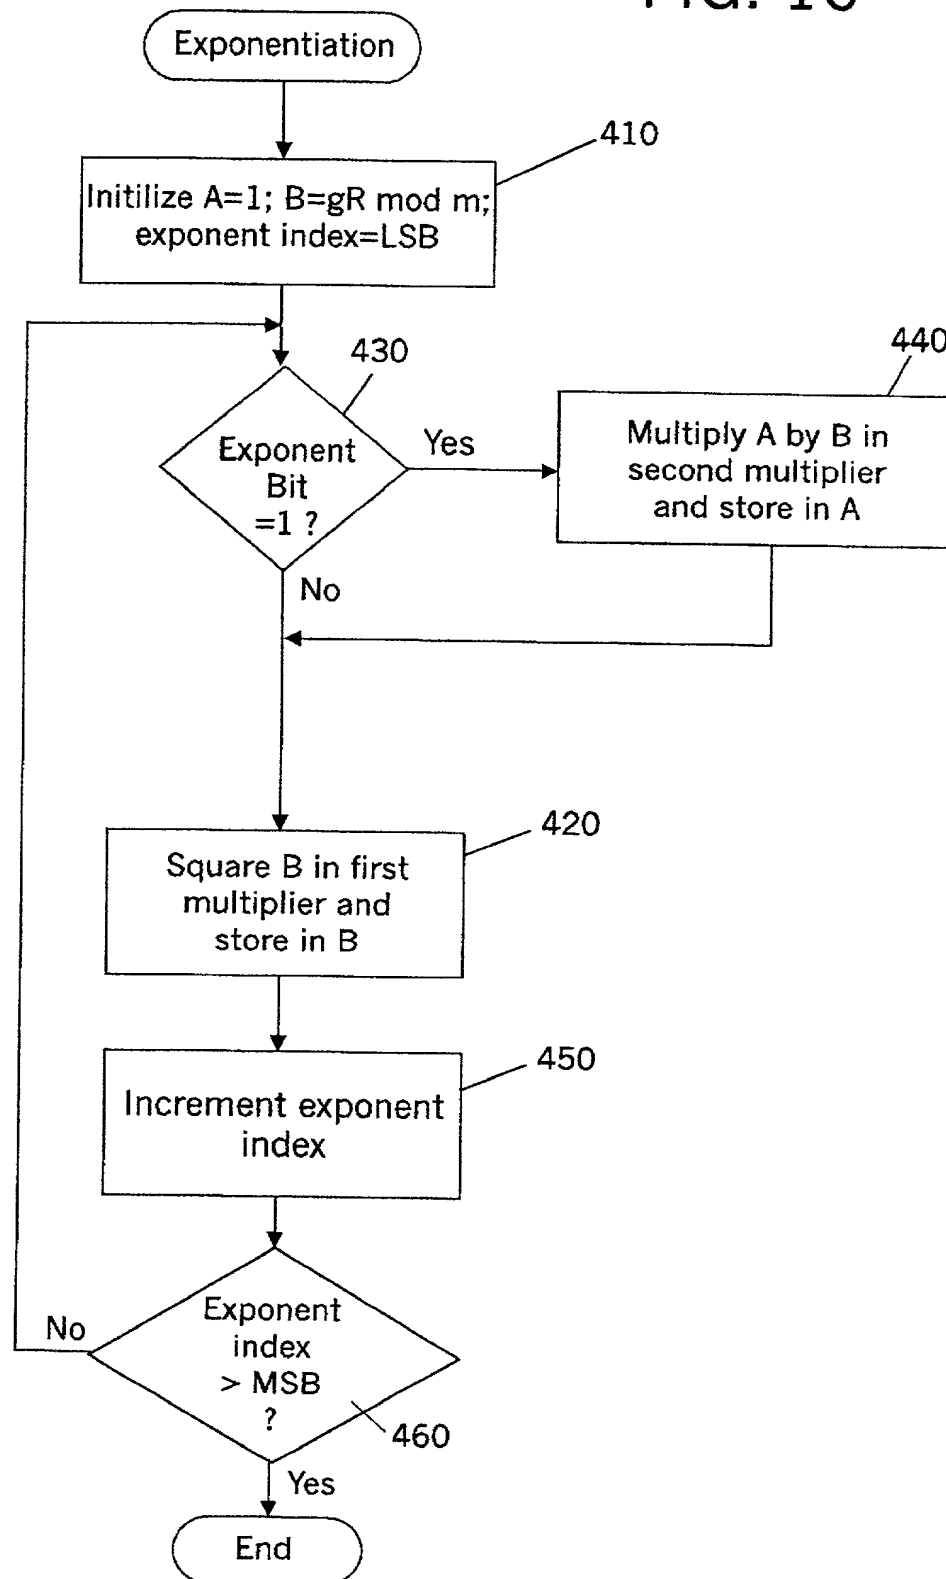 FIG. 10
Exponentiation
410
Initilize A=1; B=gR mod m;
exponent index=LSB
430
440
Exponent
Bit
=1 ?
Yes
Multiply A by B in
second multiplier
and store in A
No
420
Square B in first
multiplier and
store in B
450
Increment exponent
index
Exponent
index
> MSB
?
No
460
Yes
End